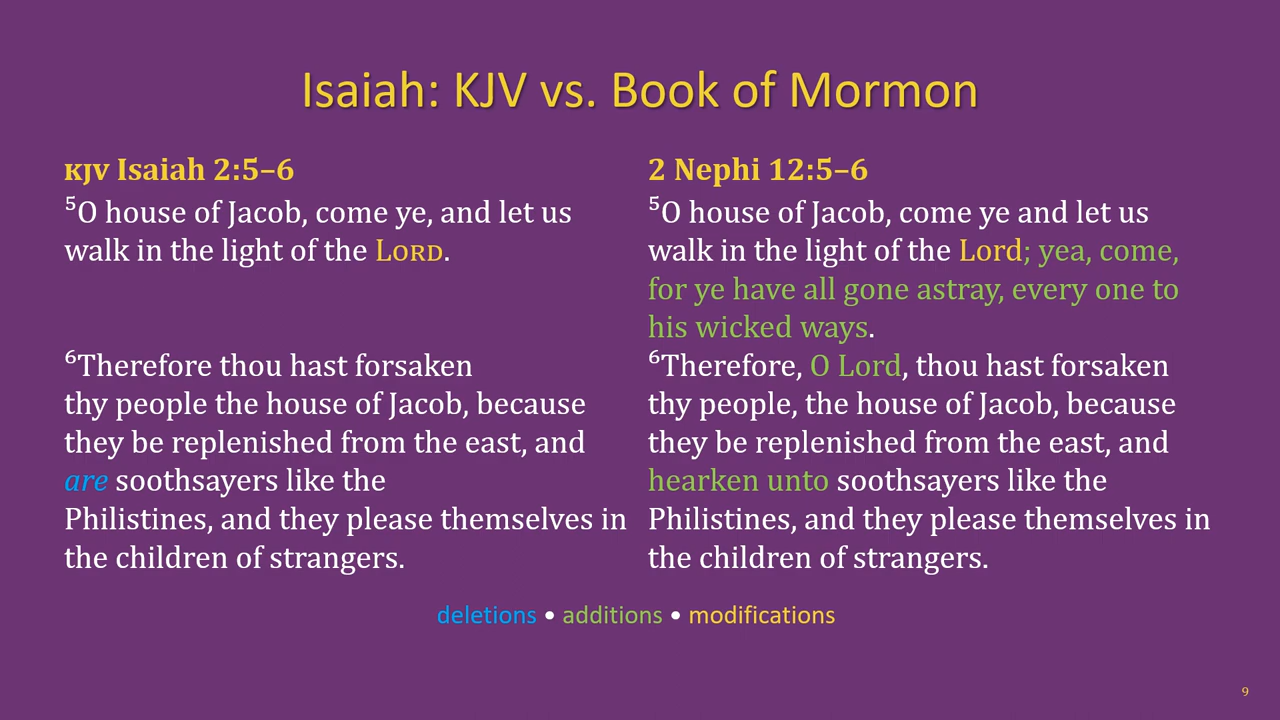 Isaiah: KJV vs. Book of Mormon
KJV Isaiah 2:5–6
⁵O house of Jacob, come ye, and let us
walk in the light of the LORD.
⁶Therefore thou hast forsaken
thy people the house of Jacob, because
they be replenished from the east, and
are soothsayers like the
Philistines, and they please themselves in
the children of strangers.
2 Nephi 12:5–6
⁵O house of Jacob, come ye and let us
walk in the light of the Lord; yea, come,
for ye have all gone astray, every one to
his wicked ways.
⁶Therefore, O Lord, thou hast forsaken
thy people, the house of Jacob, because
they be replenished from the east, and
hearken unto soothsayers like the
Philistines, and they please themselves in
the children of strangers.
deletions • additions • modifications
9